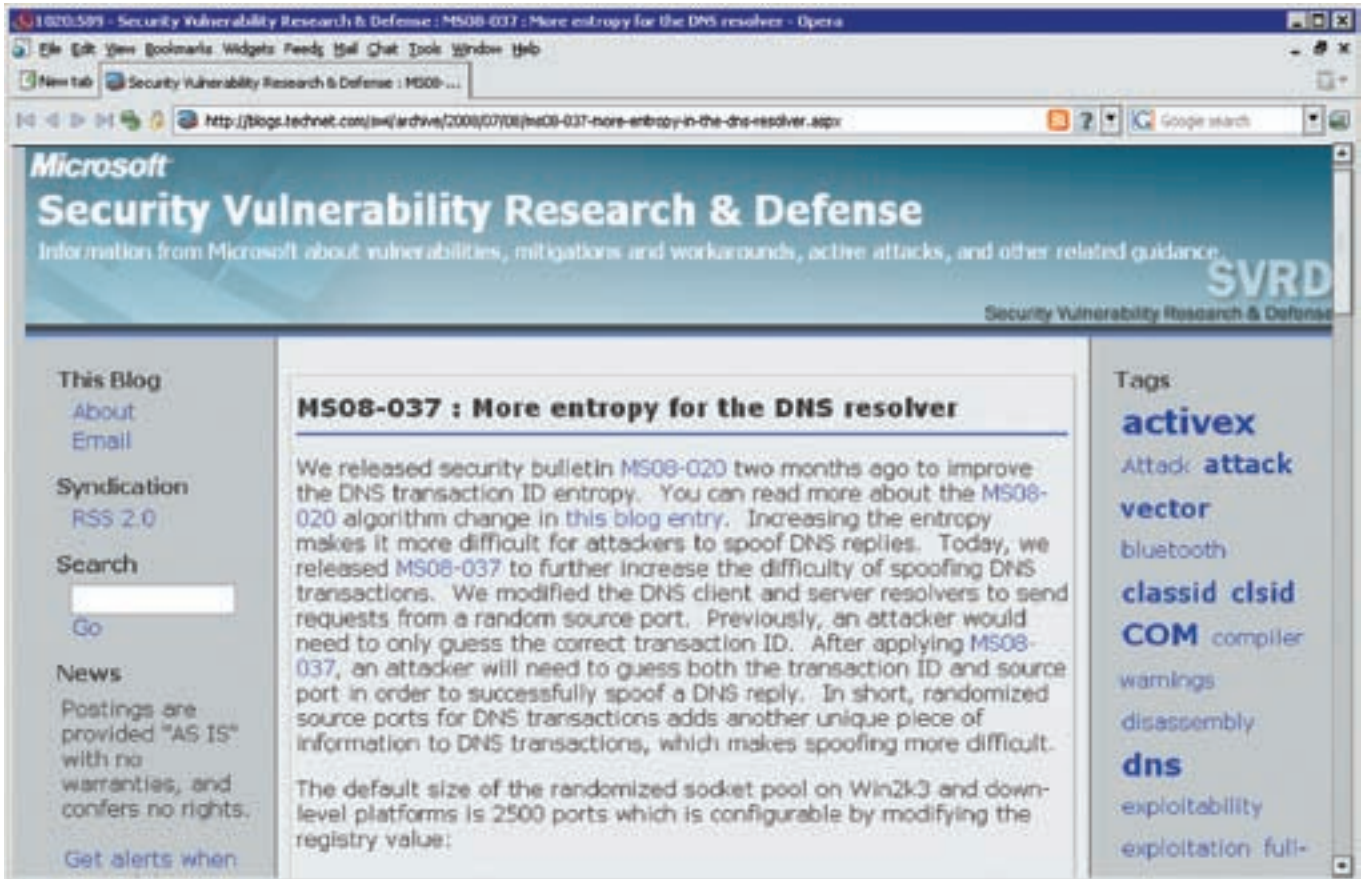 1020:589 - Security Vulnerability Research & Defense : MS08-037 : More entropy for the DNS resolver - Opera
File Edit View Bookmarks Widgets Feeds Mail Chat Tools Window Help
New tab Security Vulnerability Research & Defense : MS08-...
http://blogs.technet.com/swi/archive/2008/07/08/ms08-037-more-entropy-in-the-dns-resolver.aspx
Google search
Microsoft
Security Vulnerability Research & Defense
Information from Microsoft about vulnerabilities, mitigations and workarounds, active attacks, and other related guidance.
SVRD
Security Vulnerability Research & Defense
This Blog
About
Email
Syndication
RSS 2.0
Search
Go
News
Postings are
provided "AS IS"
with no
warranties, and
confers no rights.
Get alerts when
MS08-037 : More entropy for the DNS resolver
We released security bulletin MS08-020 two months ago to improve
the DNS transaction ID entropy. You can read more about the MS08-
020 algorithm change in this blog entry. Increasing the entropy
makes it more difficult for attackers to spoof DNS replies. Today, we
released MS08-037 to further increase the difficulty of spoofing DNS
transactions. We modified the DNS client and server resolvers to send
requests from a random source port. Previously, an attacker would
need to only guess the correct transaction ID. After applying MS08-
037, an attacker will need to guess both the transaction ID and source
port in order to successfully spoof a DNS reply. In short, randomized
source ports for DNS transactions adds another unique piece of
information to DNS transactions, which makes spoofing more difficult.
The default size of the randomized socket pool on Win2k3 and down-
level platforms is 2500 ports which is configurable by modifying the
registry value:
Tags
activex
Attack attack
vector
bluetooth
classid clsid
COM compiler
warnings
disassembly
dns
exploitability
exploitation full-